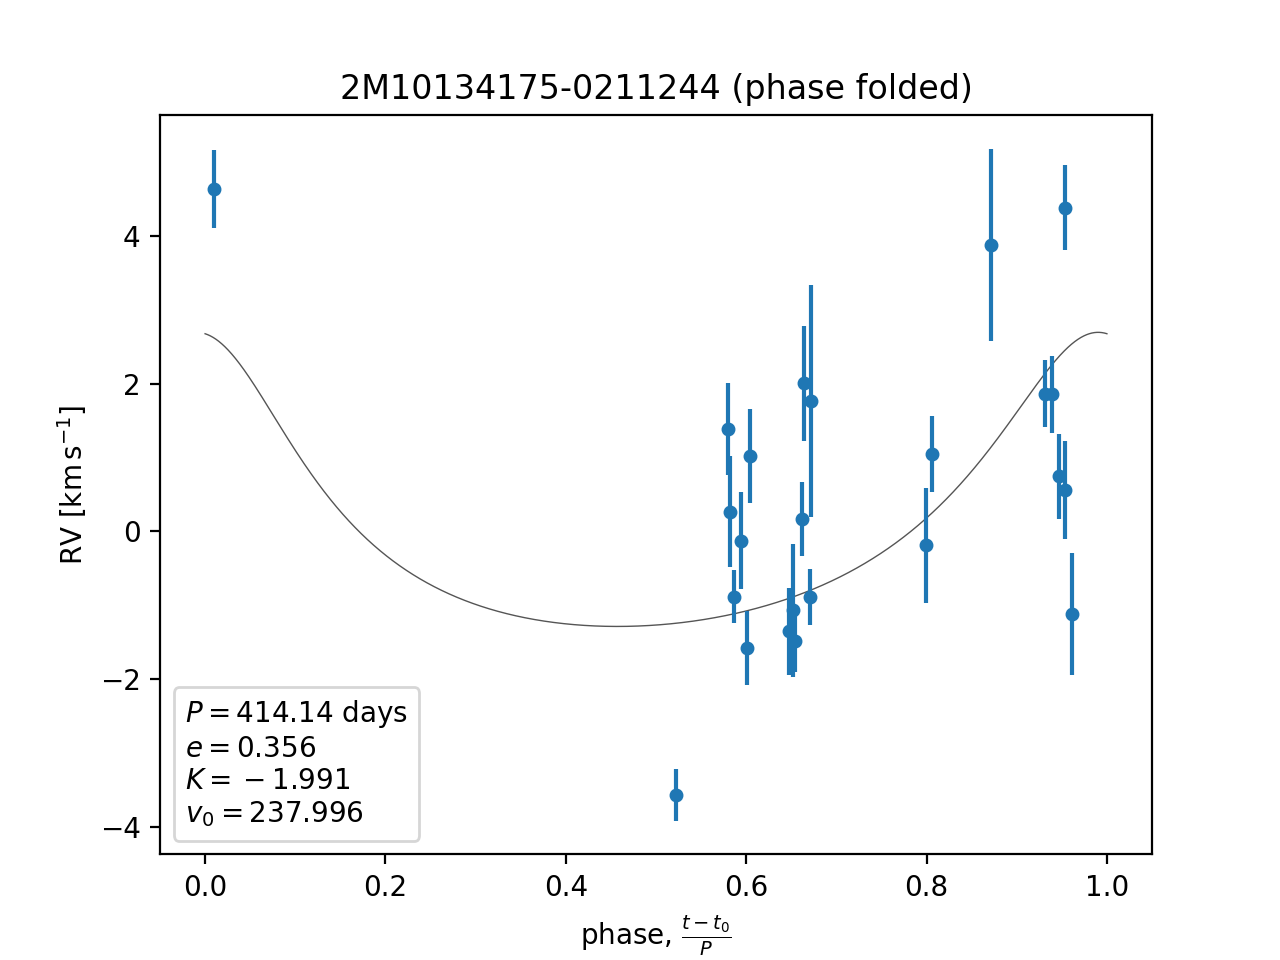 2M10134175-0211244 (phase folded)
RV [km s⁻¹]
4
2
0
−2
−4
P = 414.14 days
e = 0.356
K = −1.991
v₀ = 237.996
0.0 0.2 0.4 0.6 0.8 1.0
phase, (t − t₀)/P